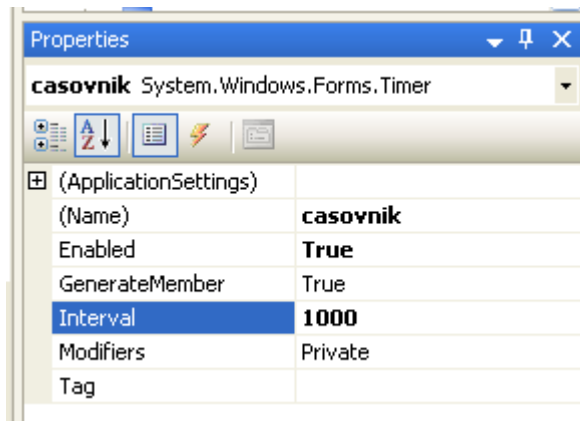 Properties
casovnik System.Windows.Forms.Timer
(ApplicationSettings)
(Name) casovnik
Enabled True
GenerateMember True
Interval 1000
Modifiers Private
Tag